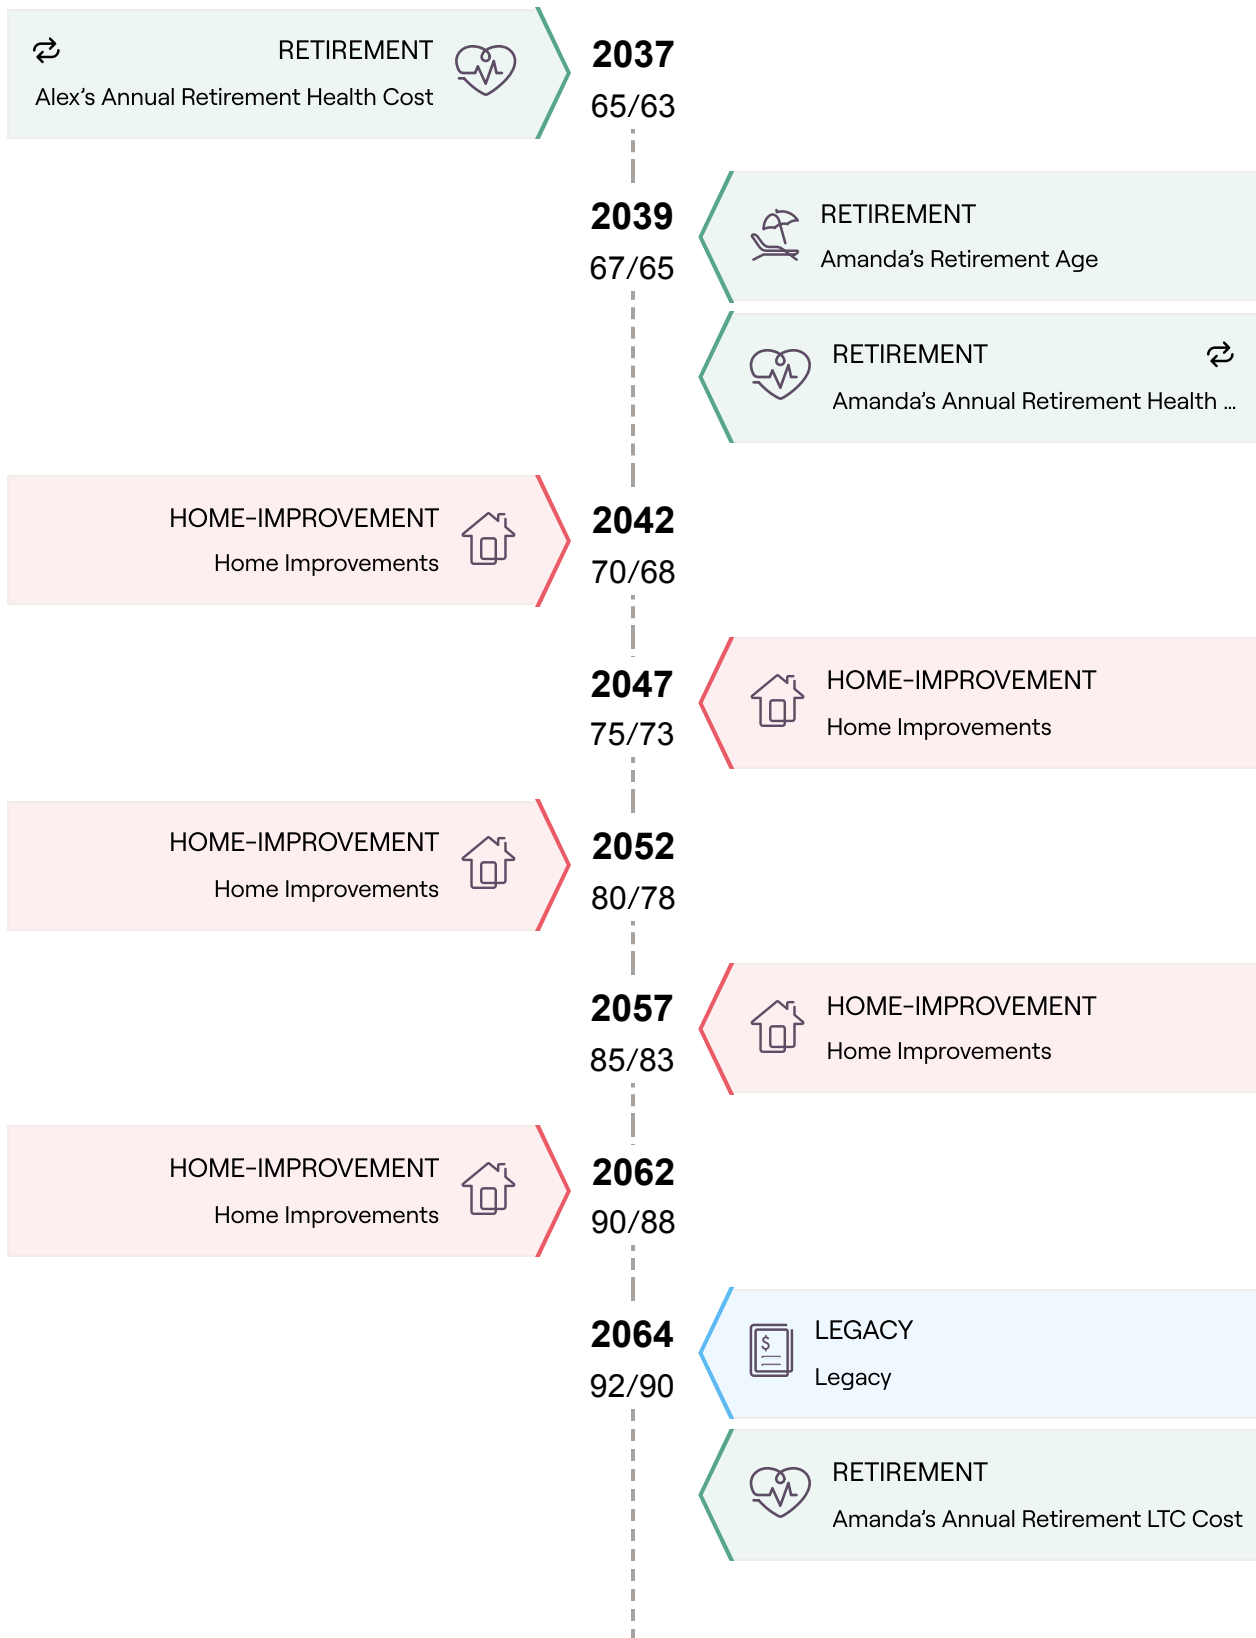 RETIREMENT
Alex's Annual Retirement Health Cost
2037
65/63
2039
67/65
RETIREMENT
Amanda's Retirement Age
RETIREMENT
Amanda's Annual Retirement Health ...
HOME-IMPROVEMENT
Home Improvements
2042
70/68
2047
75/73
HOME-IMPROVEMENT
Home Improvements
HOME-IMPROVEMENT
Home Improvements
2052
80/78
2057
85/83
HOME-IMPROVEMENT
Home Improvements
HOME-IMPROVEMENT
Home Improvements
2062
90/88
2064
92/90
$
LEGACY
Legacy
RETIREMENT
Amanda's Annual Retirement LTC Cost